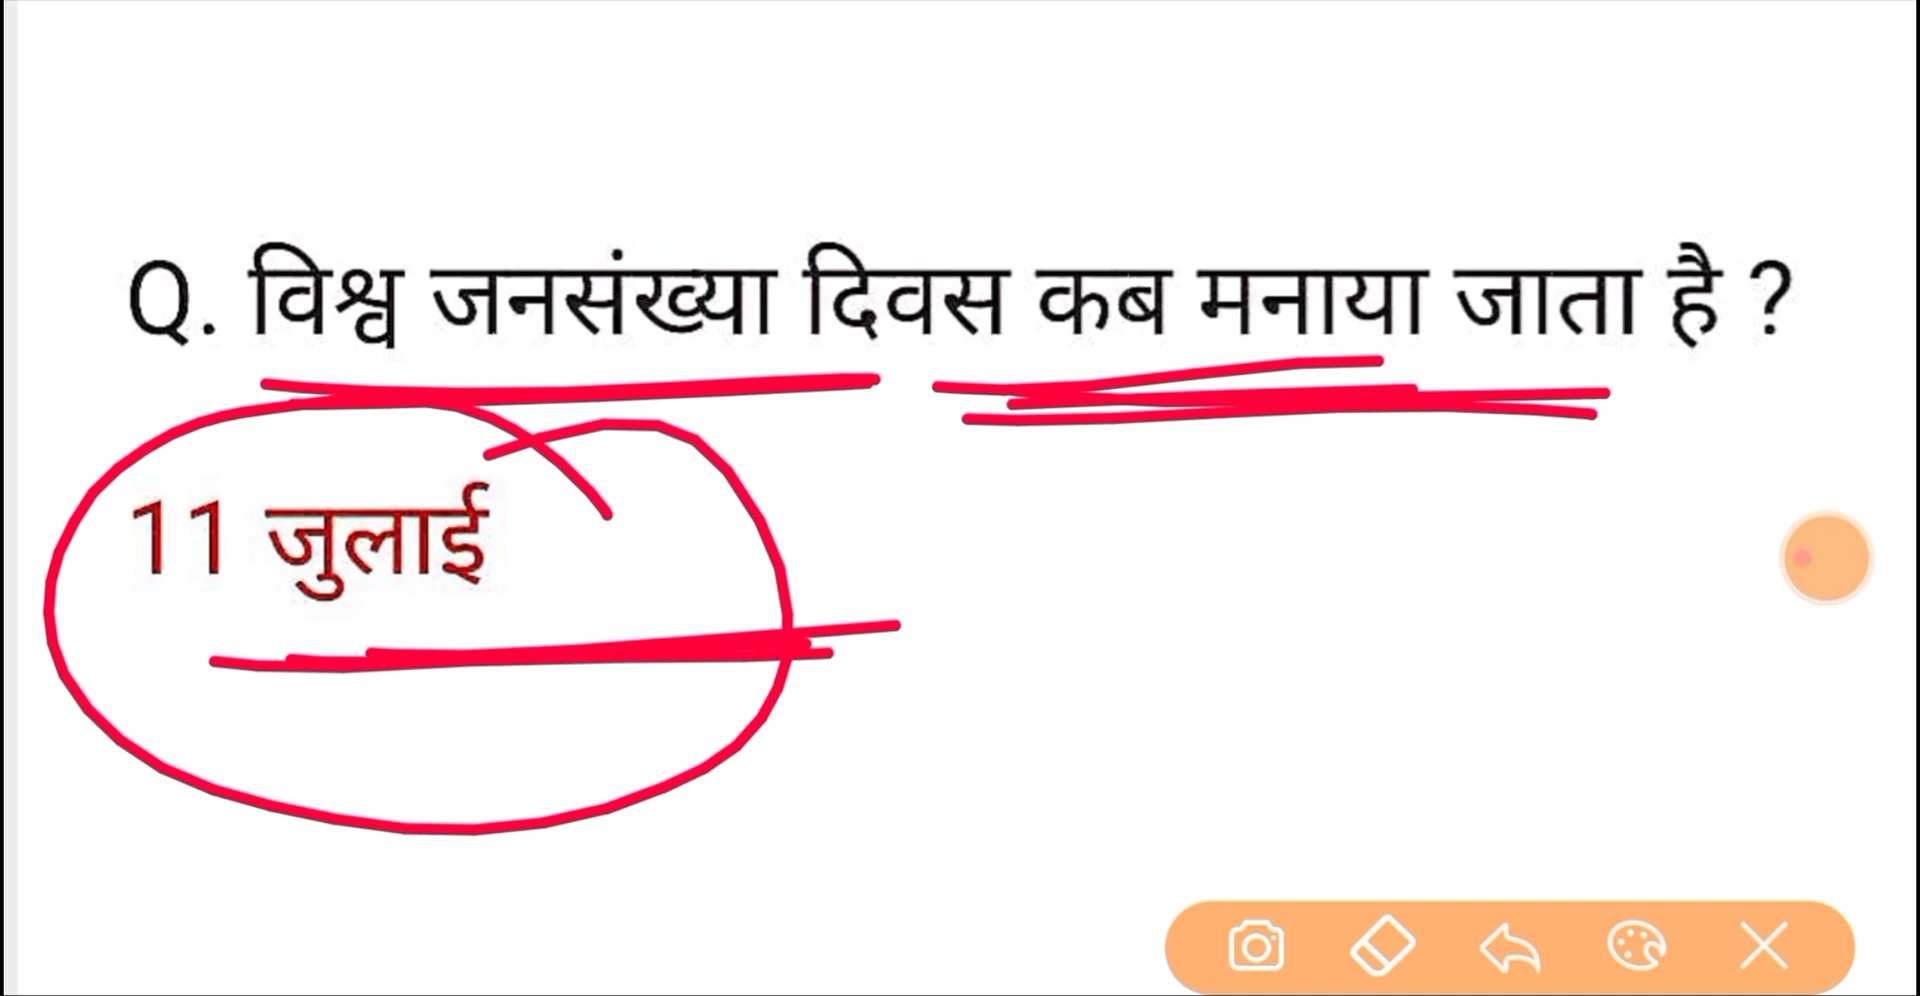 Q. विश्व जनसंख्या दिवस कब मनाया जाता है ?
11 जुलाई